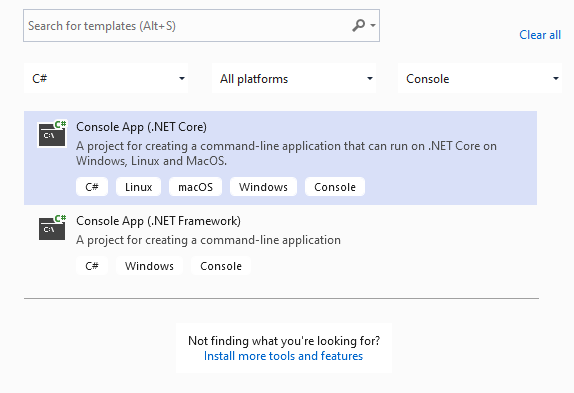 Search for templates (Alt+S)
Clear all
C# All platforms Console
C#
C:\
Console App (.NET Core)
A project for creating a command-line application that can run on .NET Core on
Windows, Linux and MacOS.
C# Linux macOS Windows Console
C#
C:\
Console App (.NET Framework)
A project for creating a command-line application
C# Windows Console
Not finding what you're looking for?
Install more tools and features